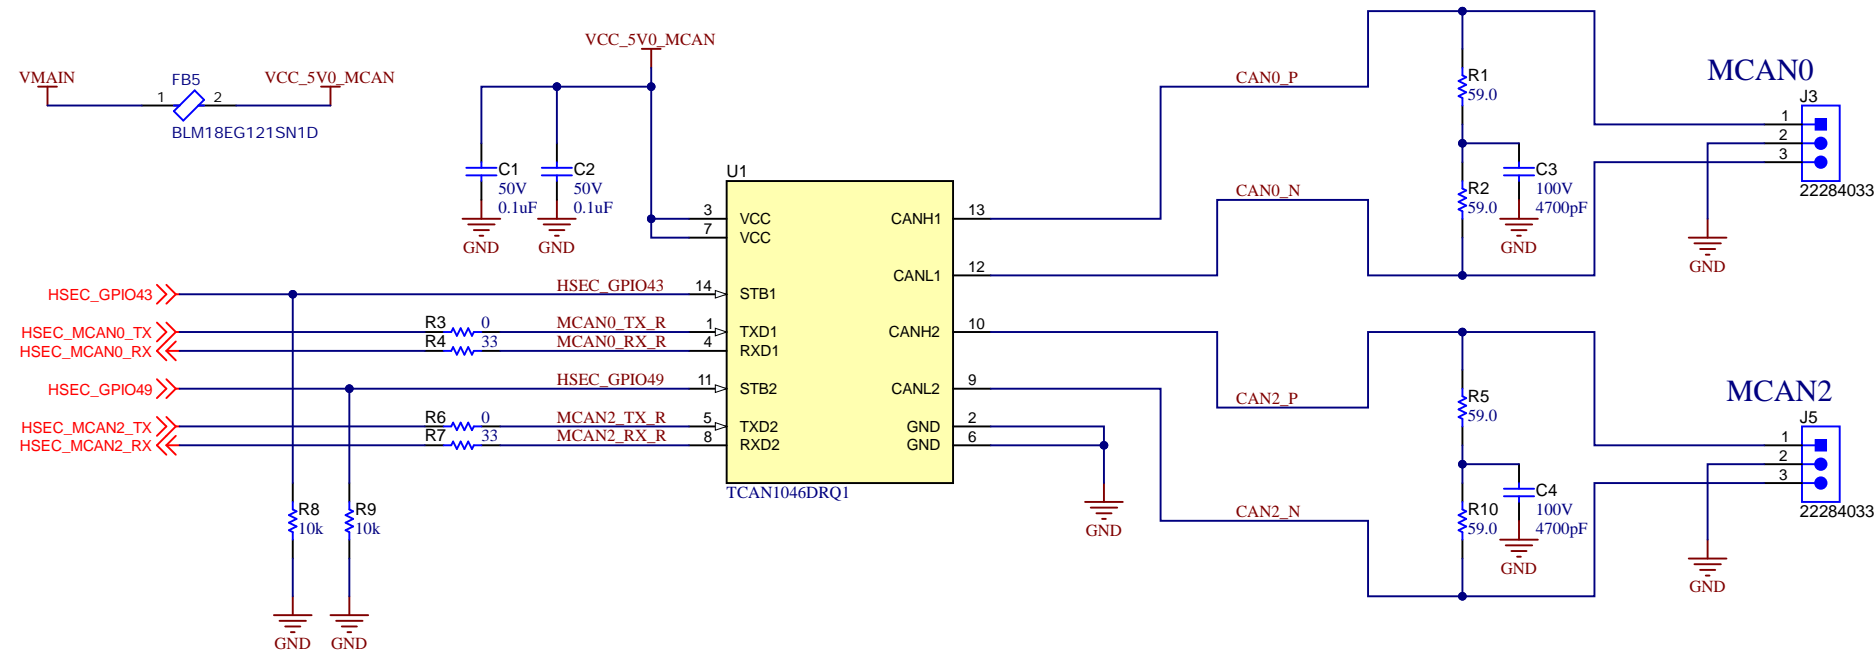 VCC_5V0_MCAN
VMAIN
FB5
VCC_5V0_MCAN
1
2
BLM18EG121SN1D
C1
50V
0.1uF
GND
C2
50V
0.1uF
GND
U1
3 VCC
7 VCC
HSEC_GPIO43
HSEC_GPIO43
14 STB1
HSEC_MCAN0_TX
R3 0
MCAN0_TX_R
1 TXD1
HSEC_MCAN0_RX
R4 33
MCAN0_RX_R
4 RXD1
HSEC_GPIO49
HSEC_GPIO49
11 STB2
HSEC_MCAN2_TX
R6 0
MCAN2_TX_R
5 TXD2
HSEC_MCAN2_RX
R7 33
MCAN2_RX_R
8 RXD2
CANH1 13
CANL1 12
CANH2 10
CANL2 9
GND 2
GND 6
TCAN1046DRQ1
GND
R8
10k
GND
R9
10k
GND
CAN0_P
CAN0_N
R1
59.0
R2
59.0
C3
100V
4700pF
GND
MCAN0
J3
1
2
3
22284033
GND
CAN2_P
CAN2_N
R5
59.0
R10
59.0
C4
100V
4700pF
GND
MCAN2
J5
1
2
3
22284033
GND